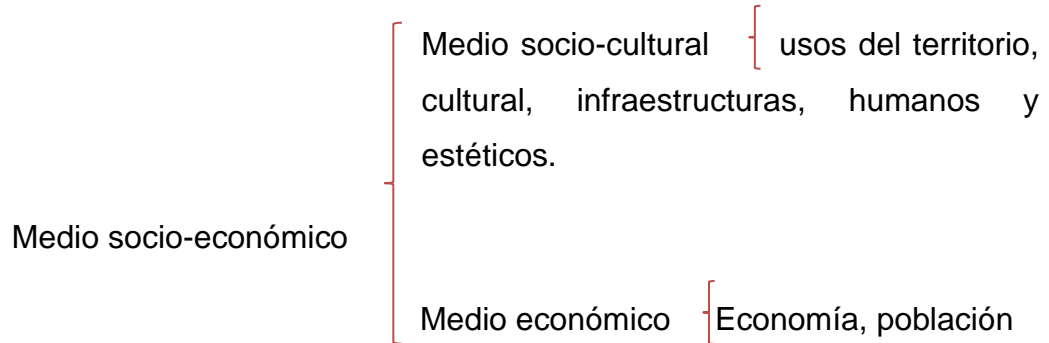 Medio socio-cultural usos del territorio,
cultural, infraestructuras, humanos y
estéticos.
Medio socio-económico
Medio económico Economía, población